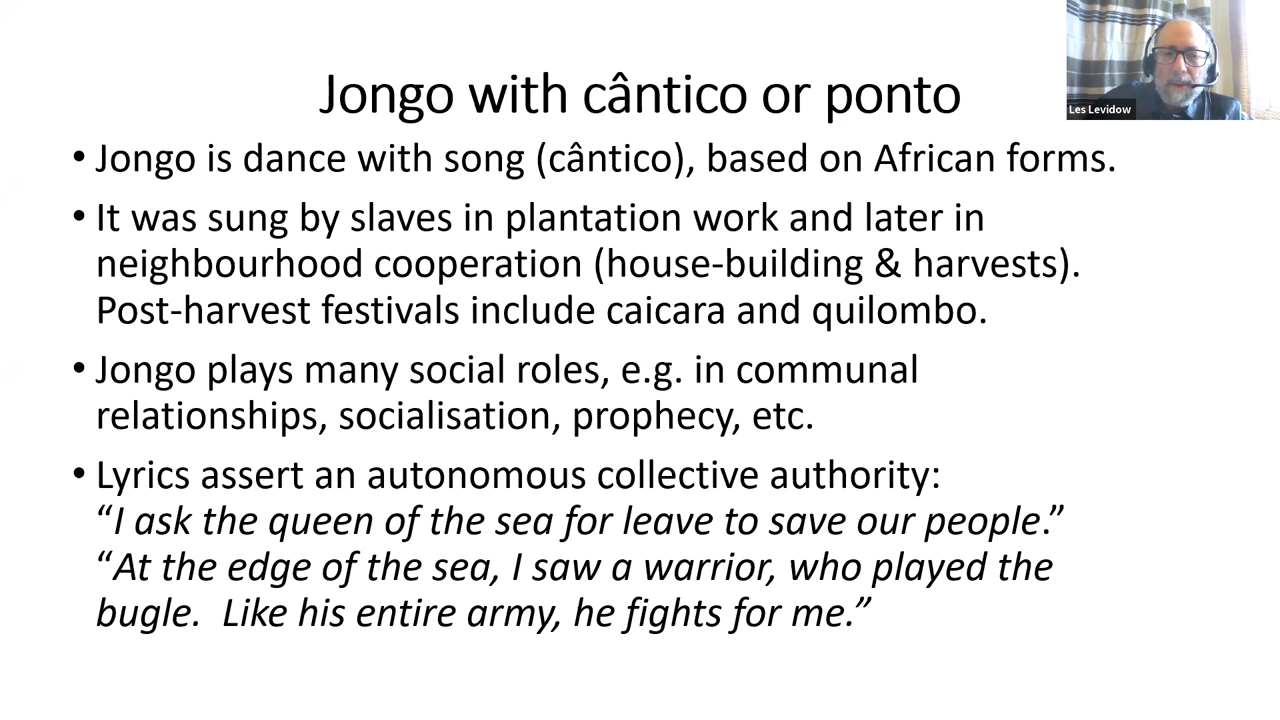 Jongo with cântico or ponto
Les Levidow
• Jongo is dance with song (cântico), based on African forms.
• It was sung by slaves in plantation work and later in
neighbourhood cooperation (house-building & harvests).
Post-harvest festivals include caicara and quilombo.
• Jongo plays many social roles, e.g. in communal
relationships, socialisation, prophecy, etc.
• Lyrics assert an autonomous collective authority:
“I ask the queen of the sea for leave to save our people.”
“At the edge of the sea, I saw a warrior, who played the
bugle.  Like his entire army, he fights for me.”